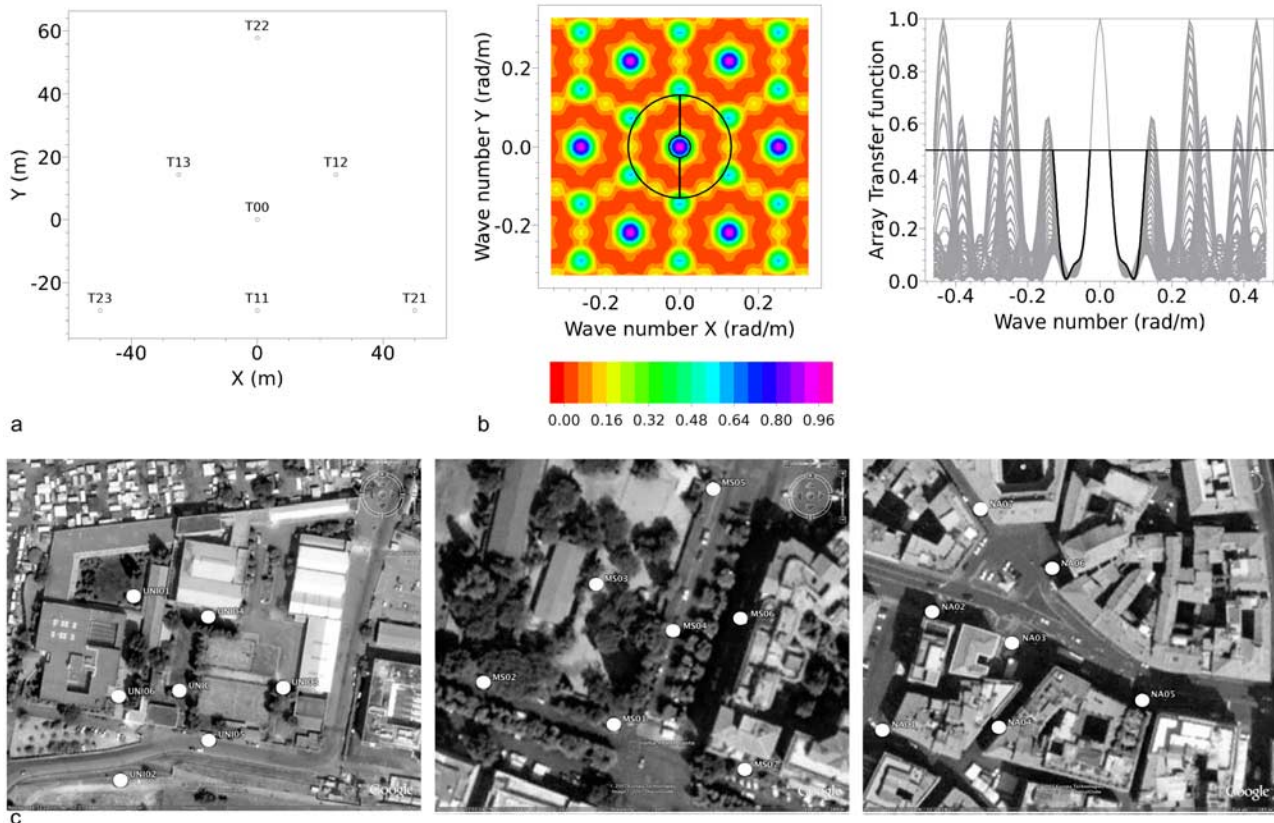 60
40
20
0
-20
Y (m)
T22
T13
T12
T00
T23
T11
T21
-40
0
40
X (m)
a
0.2
0.0
-0.2
Wave number Y (rad/m)
-0.2
0.0
0.2
Wave number X (rad/m)
0.00 0.16 0.32 0.48 0.64 0.80 0.96
b
1.0
0.8
0.6
0.4
0.2
0.0
Array Transfer function
-0.4
-0.2
0.0
0.2
0.4
Wave number (rad/m)
UNI01
UNI04
UNI06
UNI03
UNI05
UNI02
Google
MS05
MS03
MS04
MS06
MS02
MS01
MS07
Google
NA07
NA06
NA02
NA03
NA05
NA04
NA01
Google
c